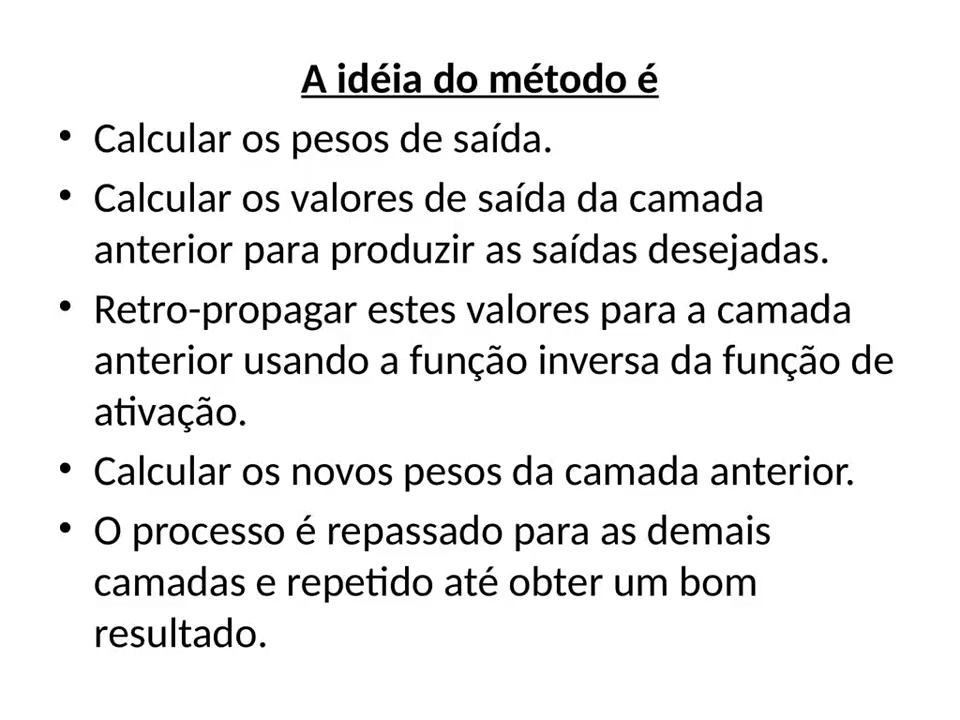 A idéia do método é
• Calcular os pesos de saída.
• Calcular os valores de saída da camada
anterior para produzir as saídas desejadas.
• Retro-propagar estes valores para a camada
anterior usando a função inversa da função de
ativação.
• Calcular os novos pesos da camada anterior.
• O processo é repassado para as demais
camadas e repetido até obter um bom
resultado.